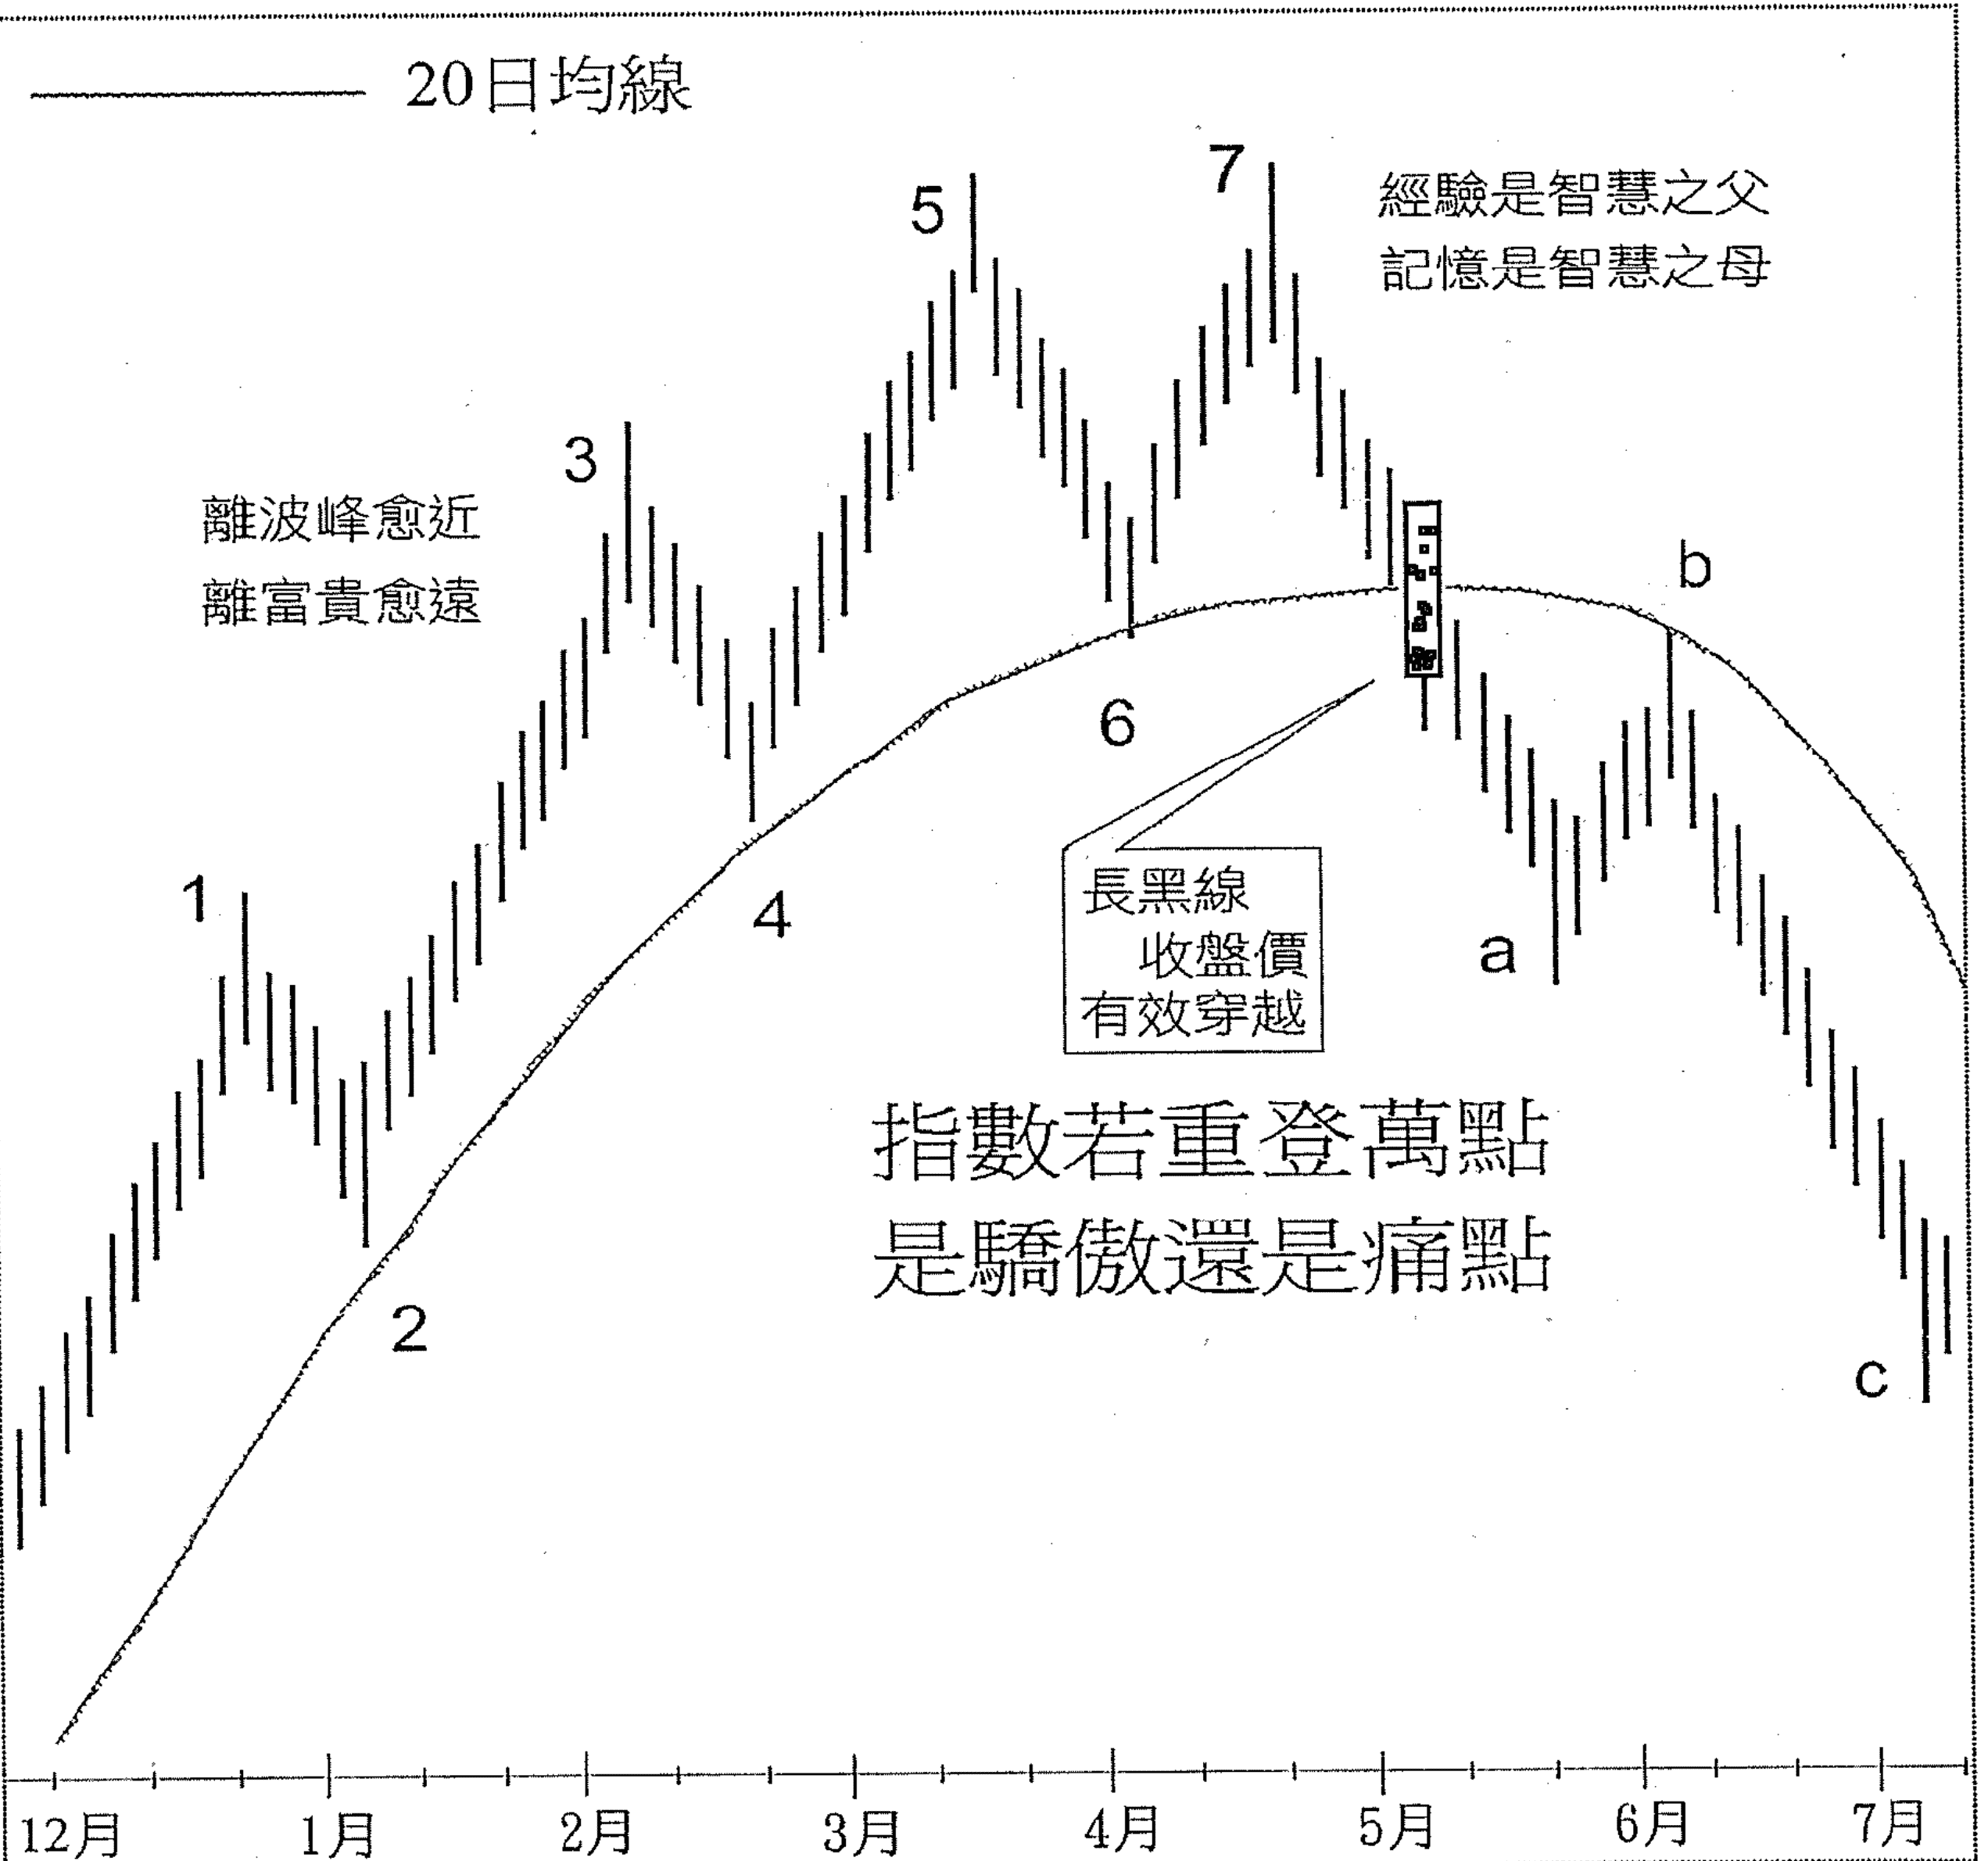 20日均線
7
5
經驗是智慧之父
記憶是智慧之母
3
離波峰愈近
離富貴愈遠
b
6
1
4
長黑線
收盤價
有效穿越
a
指數若重登萬點
是驕傲還是痛點
2
c
12月 1月 2月 3月 4月 5月 6月 7月